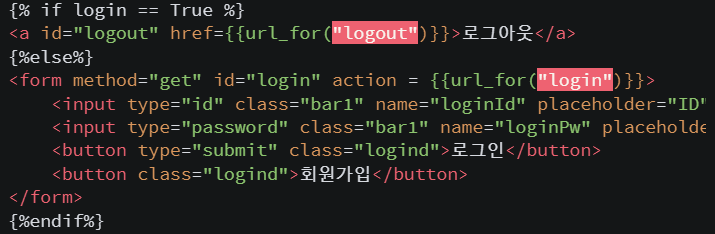 {% if login == True %}
<a id="logout" href={{url_for("logout")}}>로그아웃</a>
{%else%}
<form method="get" id="login" action = {{url_for("login")}}>
    <input type="id" class="bar1" name="loginId" placeholder="ID"
    <input type="password" class="bar1" name="loginPw" placeholde
    <button type="submit" class="logind">로그인</button>
    <button class="logind">회원가입</button>
</form>
{%endif%}